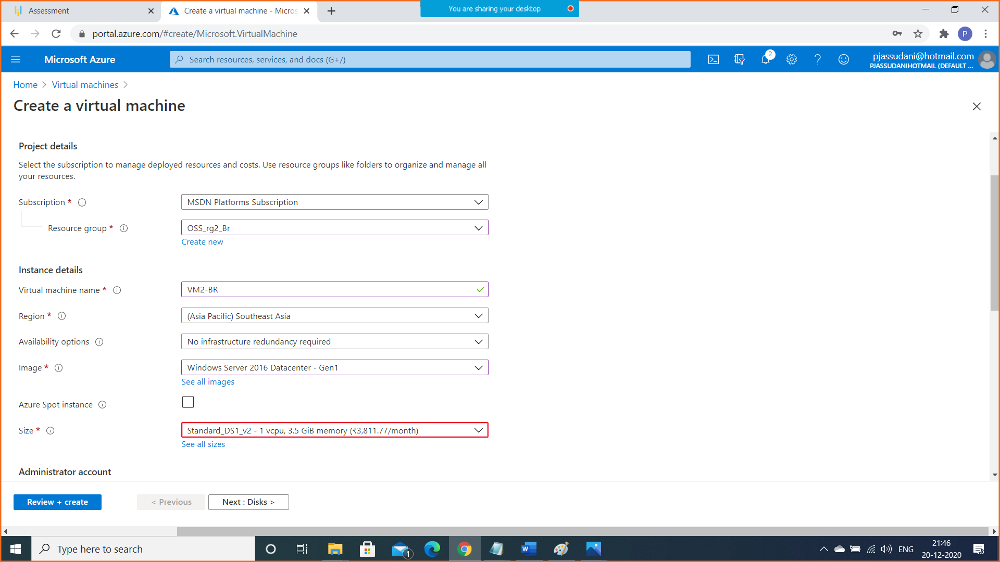 Assessment
Create a virtual machine - Micros
You are sharing your desktop
portal.azure.com/#create/Microsoft.VirtualMachine
P
Microsoft Azure
Search resources, services, and docs (G+/)
2
pjassudani@hotmail.com
PJASSUDANIHOTMAIL (DEFAULT ...
Home > Virtual machines >
Create a virtual machine
Project details
Select the subscription to manage deployed resources and costs. Use resource groups like folders to organize and manage all
your resources.
Subscription *
MSDN Platforms Subscription
Resource group *
OSS_rg2_Br
Create new
Instance details
Virtual machine name *
VM2-BR
Region *
(Asia Pacific) Southeast Asia
Availability options
No infrastructure redundancy required
Image *
Windows Server 2016 Datacenter - Gen1
See all images
Azure Spot instance
Size *
Standard_DS1_v2 - 1 vcpu, 3.5 GiB memory (₹3,811.77/month)
See all sizes
Administrator account
Review + create
< Previous
Next : Disks >
Type here to search
1
ENG
21:46
20-12-2020